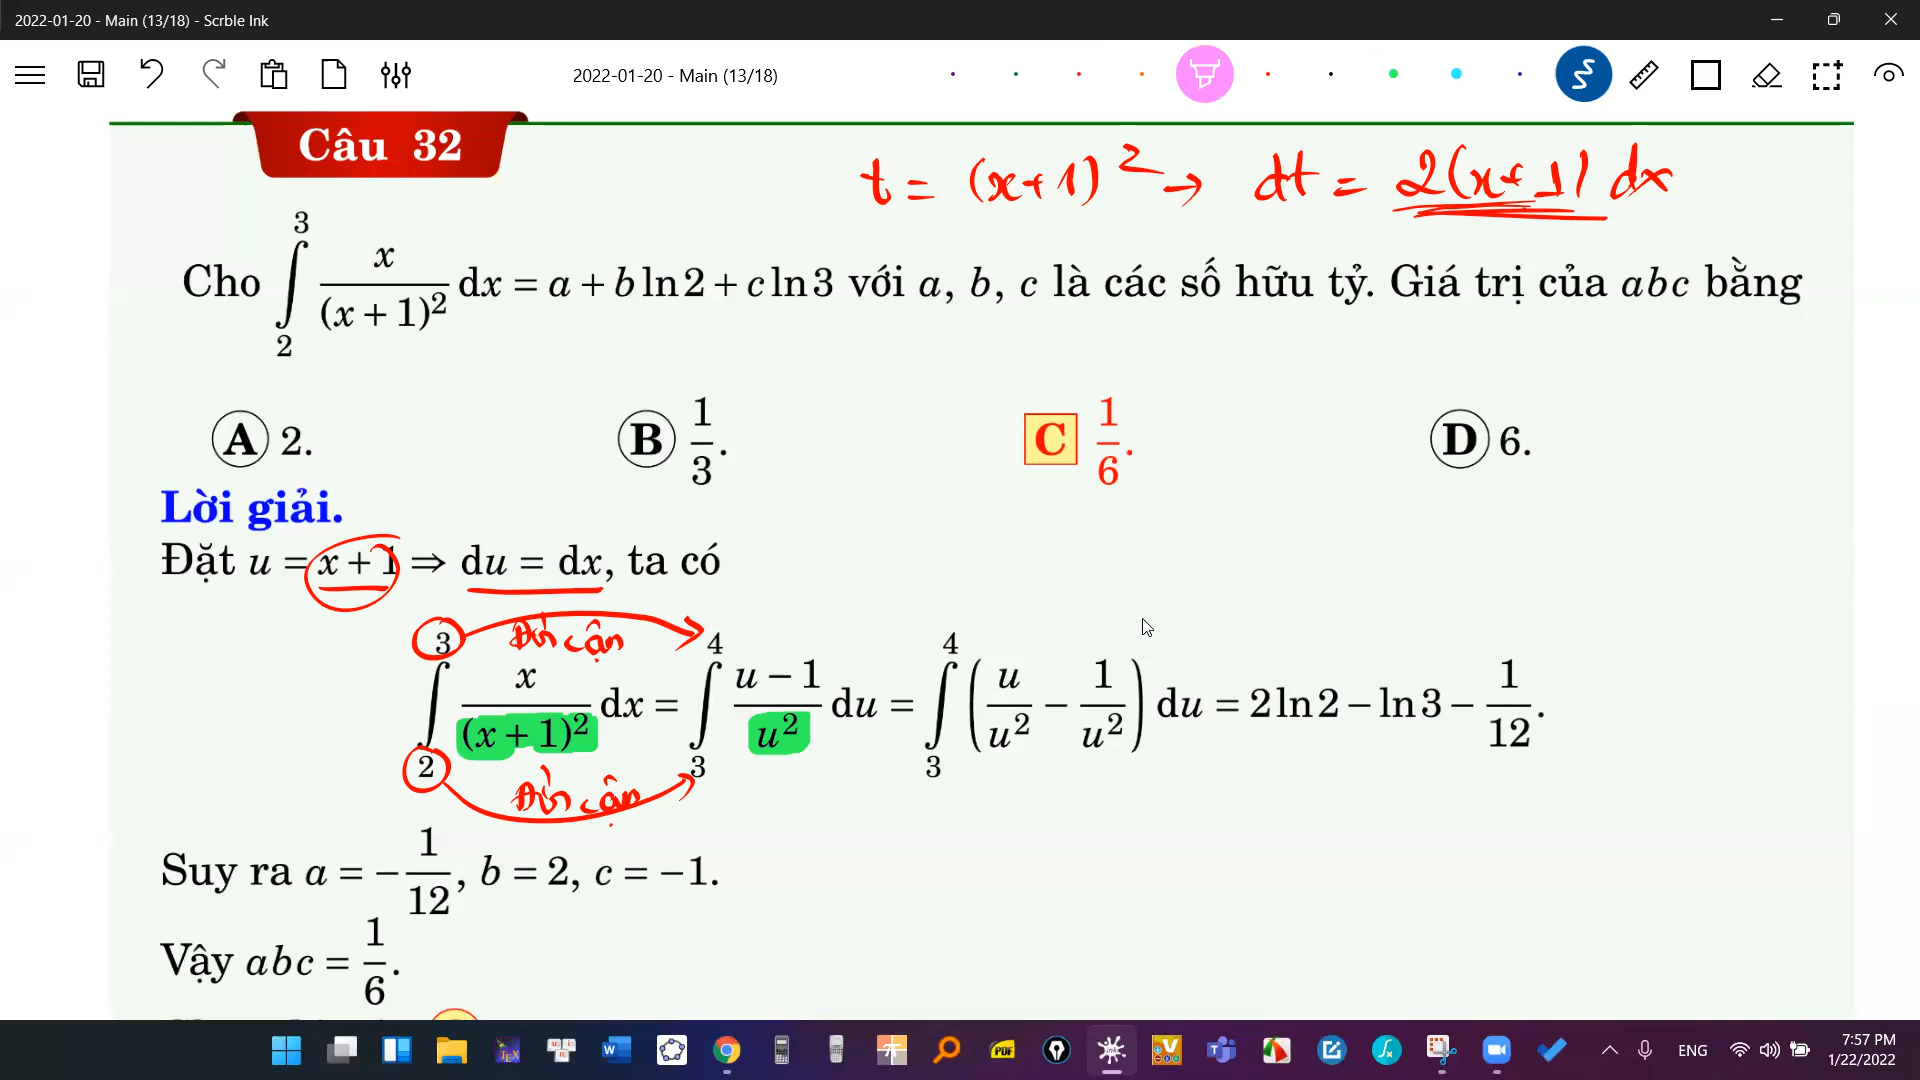 2022-01-20 - Main (13/18) - Scrble Ink
2022-01-20 - Main (13/18)
Câu 32
t = (x+1)² → dt = 2(x+1) dx
Cho ∫₂³ x/(x+1)² dx = a + b ln2 + c ln3 với a, b, c là các số hữu tỷ. Giá trị của abc bằng
A 2. B 1/3. C 1/6. D 6.
Lời giải.
Đặt u = x + 1 ⇒ du = dx, ta có
Đổi cận
∫₂³ x/(x+1)² dx = ∫₃⁴ (u−1)/u² du = ∫₃⁴ (u/u² − 1/u²) du = 2 ln2 − ln3 − 1/12.
Đổi cận
Suy ra a = −1/12, b = 2, c = −1.
Vậy abc = 1/6.
ENG
7:57 PM
1/22/2022